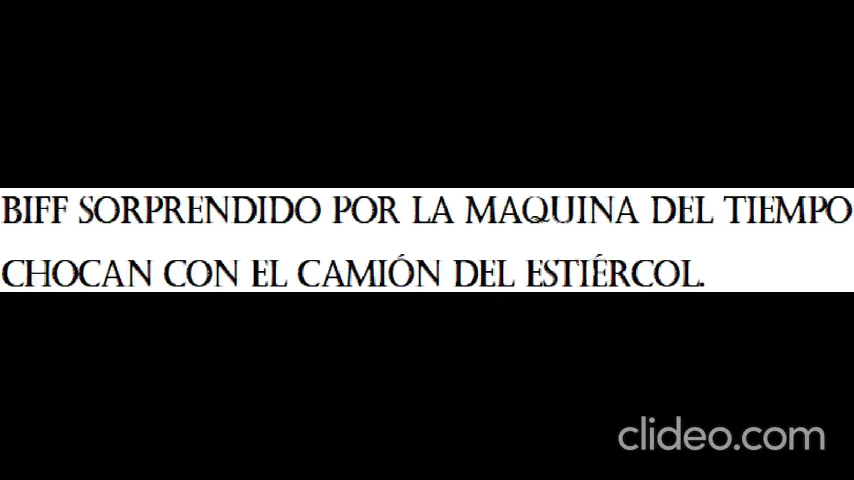 BIFF SORPRENDIDO POR LA MAQUINA DEL TIEMPO
CHOCAN CON EL CAMIÓN DEL ESTIÉRCOL.
clideo.com